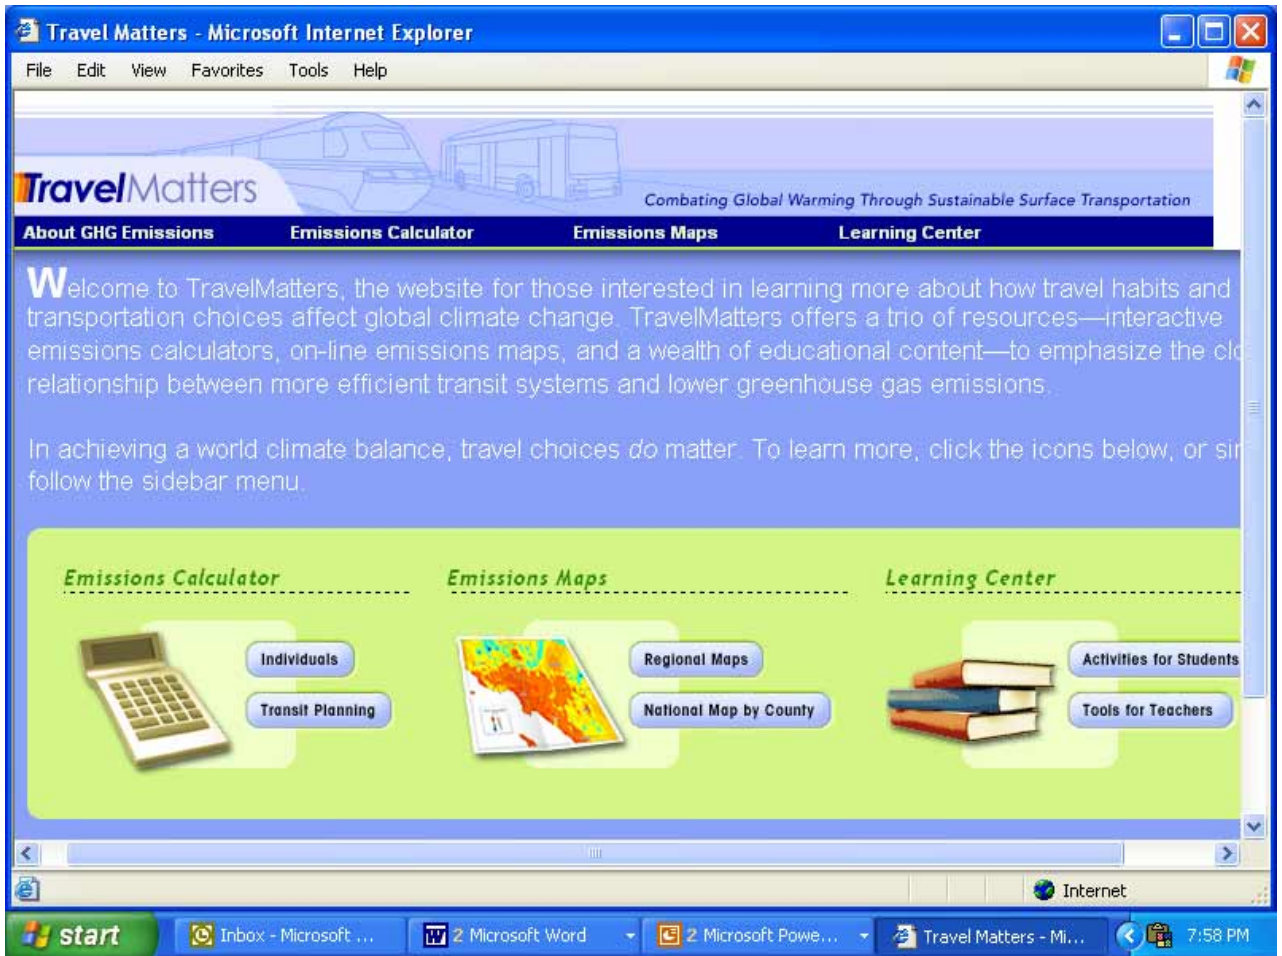 Travel Matters - Microsoft Internet Explorer
File Edit View Favorites Tools Help
TravelMatters
Combating Global Warming Through Sustainable Surface Transportation
About GHG Emissions Emissions Calculator Emissions Maps Learning Center
Welcome to TravelMatters, the website for those interested in learning more about how travel habits and
transportation choices affect global climate change. TravelMatters offers a trio of resources—interactive
emissions calculators, on-line emissions maps, and a wealth of educational content—to emphasize the clo
relationship between more efficient transit systems and lower greenhouse gas emissions.
In achieving a world climate balance, travel choices do matter. To learn more, click the icons below, or sim
follow the sidebar menu.
Emissions Calculator Emissions Maps Learning Center
Individuals Regional Maps Activities for Students
Transit Planning National Map by County Tools for Teachers
Internet
start Inbox - Microsoft ... 2 Microsoft Word 2 Microsoft Powe... Travel Matters - Mi... 7:58 PM